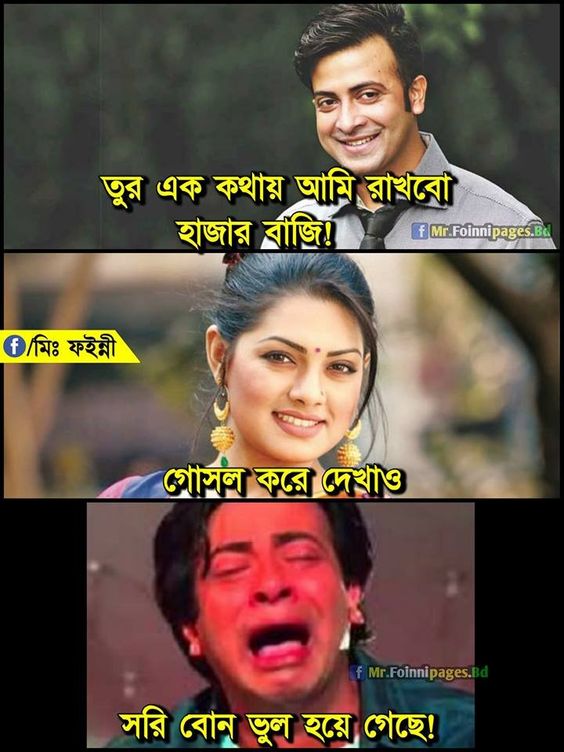 তুর এক কথায় আমি রাখবো
হাজার বাজি!
f Mr.Foinnipages.Bd
f/মিঃ ফইন্নী
গোসল করে দেখাও
f Mr.Foinnipages.Bd
সরি বোন ভুল হয়ে গেছে!